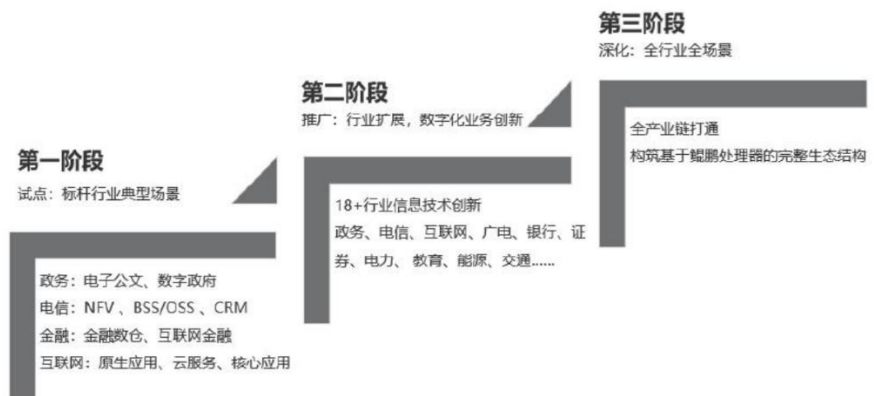 第一阶段
试点：标杆行业典型场景
政务：电子公文、数字政府
电信：NFV 、BSS/OSS 、CRM
金融：金融数仓、互联网金融
互联网：原生应用、云服务、核心应用
第二阶段
推广：行业扩展，数字化业务创新
18+行业信息技术创新
政务、电信、互联网、广电、银行、证
券、电力、 教育、能源、交通......
第三阶段
深化：全行业全场景
全产业链打通
构筑基于鲲鹏处理器的完整生态结构